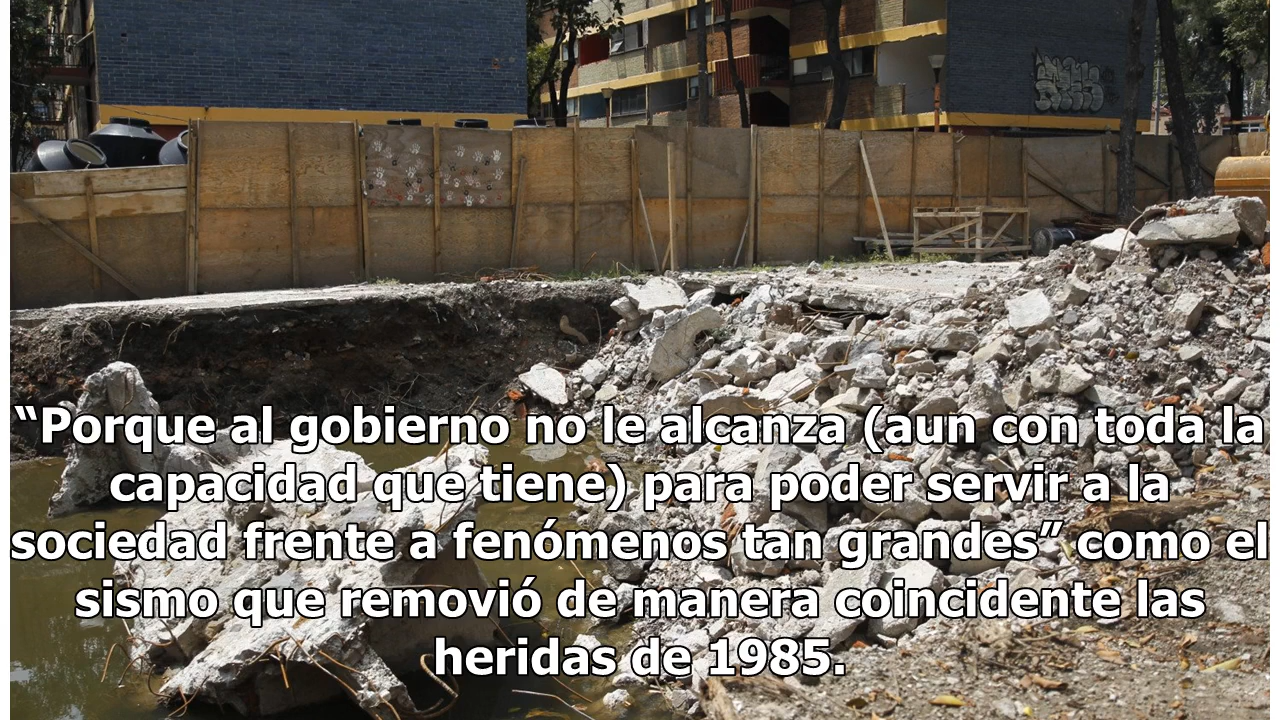 “Porque al gobierno no le alcanza (aun con toda la
capacidad que tiene) para poder servir a la
sociedad frente a fenómenos tan grandes” como el
sismo que removió de manera coincidente las
heridas de 1985.